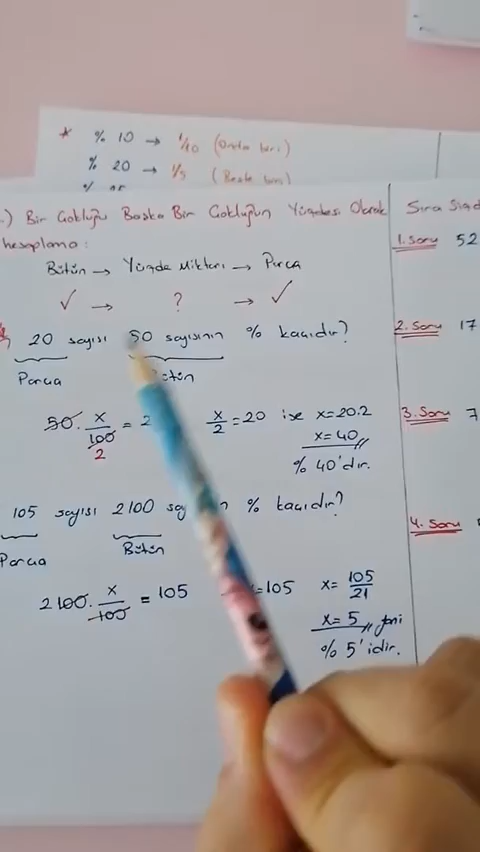 * % 10 → 1/10 (Onda biri)
% 20 → 1/5 (Beşte biri)
.) Bir Çokluğu Başka Bir Çokluğun Yüzdesi Olarak
hesaplama:
Bütün → Yüzde Miktarı → Parça
✓ → ? → ✓
20 sayısı 50 sayısının % kaçıdır?
Parça
50. x/100 = 2
2
x/2 = 20 ise x=20.2
x=40
% 40'dır.
105 sayısı 2100 % kaçıdır?
Parça Bütün
2100. x/100 = 105
=105 x= 105/21
x=5 yani
% 5'idir.
Sıra
1. Soru 52
2. Soru 17
3. Soru 7
4. Soru